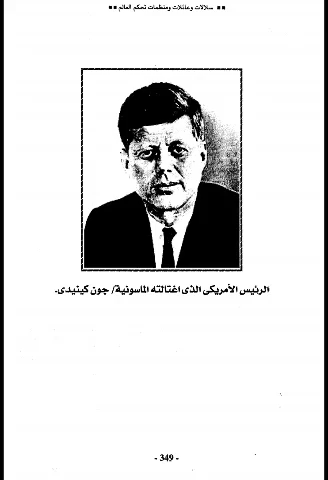 ■■ سلالات وعائلات ومنظمات تحكم العالم ■■
الرئيس الأمريكى الذى اغتالته الماسونية/ جون كينيدى.
- 349 -